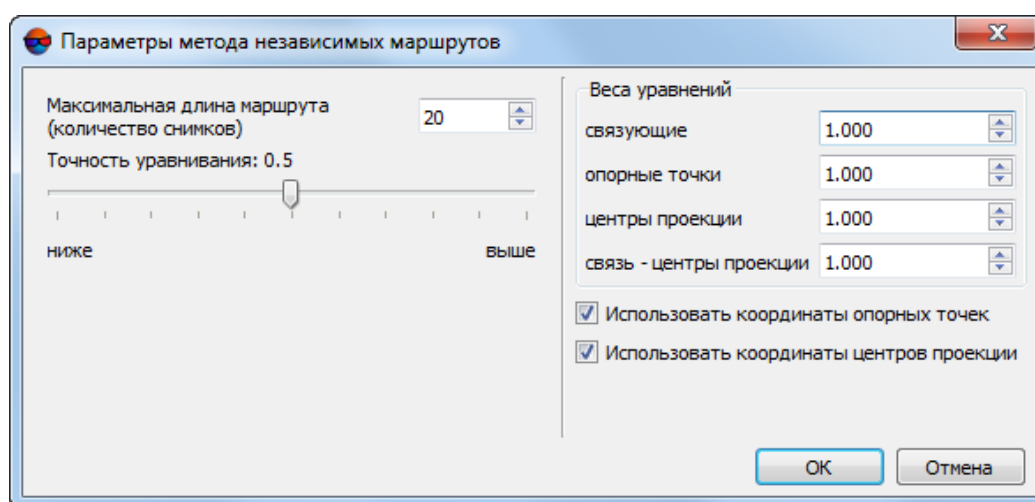 Параметры метода независимых маршрутов
Максимальная длина маршрута
(количество снимков)
20
Точность уравнивания: 0.5
ниже
выше
Веса уравнений
связующие
1.000
опорные точки
1.000
центры проекции
1.000
связь - центры проекции
1.000
Использовать координаты опорных точек
Использовать координаты центров проекции
OK
Отмена